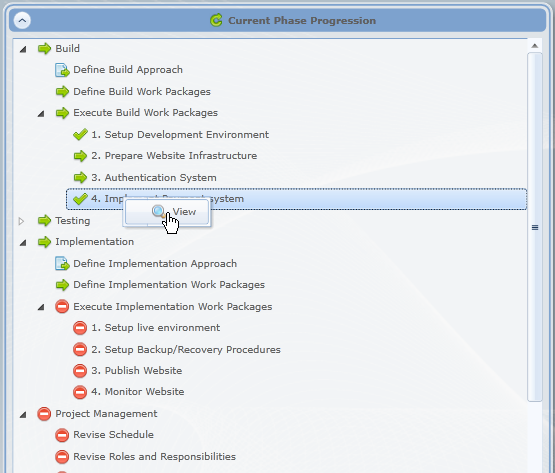 Current Phase Progression
Build
Define Build Approach
Define Build Work Packages
Execute Build Work Packages
1. Setup Development Environment
2. Prepare Website Infrastructure
3. Authentication System
4. system
View
Testing
Implementation
Define Implementation Approach
Define Implementation Work Packages
Execute Implementation Work Packages
1. Setup live environment
2. Setup Backup/Recovery Procedures
3. Publish Website
4. Monitor Website
Project Management
Revise Schedule
Revise Roles and Responsibilities